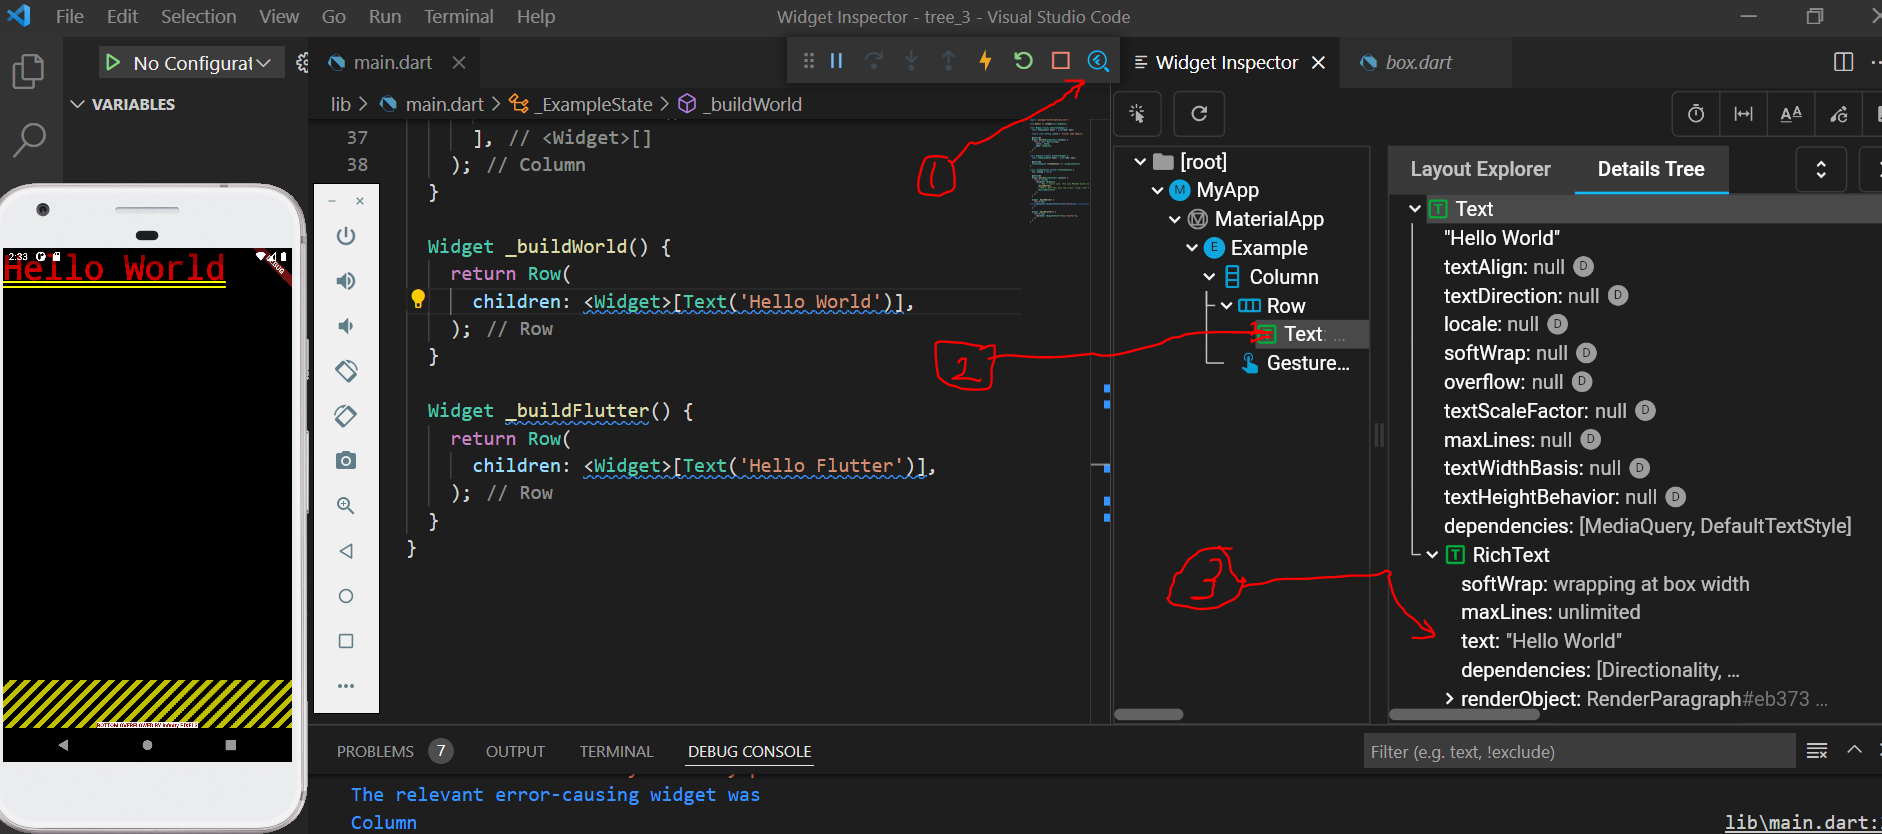 File Edit Selection View Go Run Terminal Help
Widget Inspector - tree_3 - Visual Studio Code
No Configurat
VARIABLES
main.dart
lib > main.dart > _ExampleState > _buildWorld
37 ], // <Widget>[]
38 ); // Column
}
Widget _buildWorld() {
return Row(
children: <Widget>[Text('Hello World')],
); // Row
}
Widget _buildFlutter() {
return Row(
children: <Widget>[Text('Hello Flutter')],
); // Row
}
}
2:33
Hello World
BOTTOM OVERFLOWED BY Infinity PIXELS
1
2
3
Widget Inspector
box.dart
[root]
M MyApp
M MaterialApp
E Example
Column
Row
T Text: ...
Gesture...
Layout Explorer
Details Tree
T Text
"Hello World"
textAlign: null D
textDirection: null D
locale: null D
softWrap: null D
overflow: null D
textScaleFactor: null D
maxLines: null D
textWidthBasis: null D
textHeightBehavior: null D
dependencies: [MediaQuery, DefaultTextStyle]
T RichText
softWrap: wrapping at box width
maxLines: unlimited
text: "Hello World"
dependencies: [Directionality, ...
renderObject: RenderParagraph#eb373 ...
PROBLEMS 7 OUTPUT TERMINAL DEBUG CONSOLE
Filter (e.g. text, !exclude)
The relevant error-causing widget was
Column
lib\main.dart: